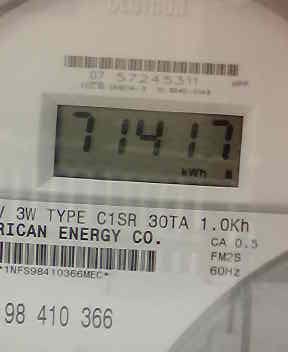 07 57245311
71417
kWh
V 3W TYPE C1SR 30TA 1.0Kh
RICAN ENERGY CO.
CA 0.5
FM2S
60HZ
*1NFS98410366MEC*
98 410 366